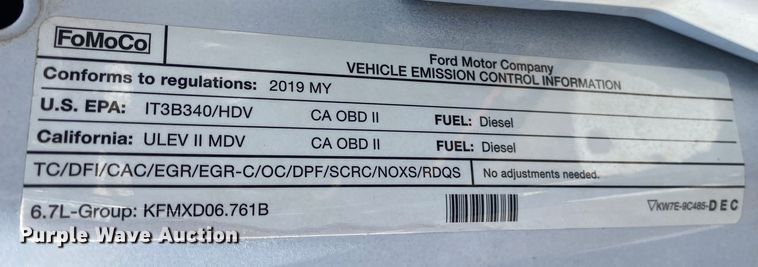 FoMoCo
Ford Motor Company
VEHICLE EMISSION CONTROL INFORMATION
Conforms to regulations: 2019 MY
U.S. EPA: IT3B340/HDV CA OBD II FUEL: Diesel
California: ULEV II MDV CA OBD II FUEL: Diesel
TC/DFI/CAC/EGR/EGR-C/OC/DPF/SCRC/NOXS/RDQS No adjustments needed.
6.7L-Group: KFMXD06.761B ▽KW7E-9C485-DEC
Purple Wave Auction